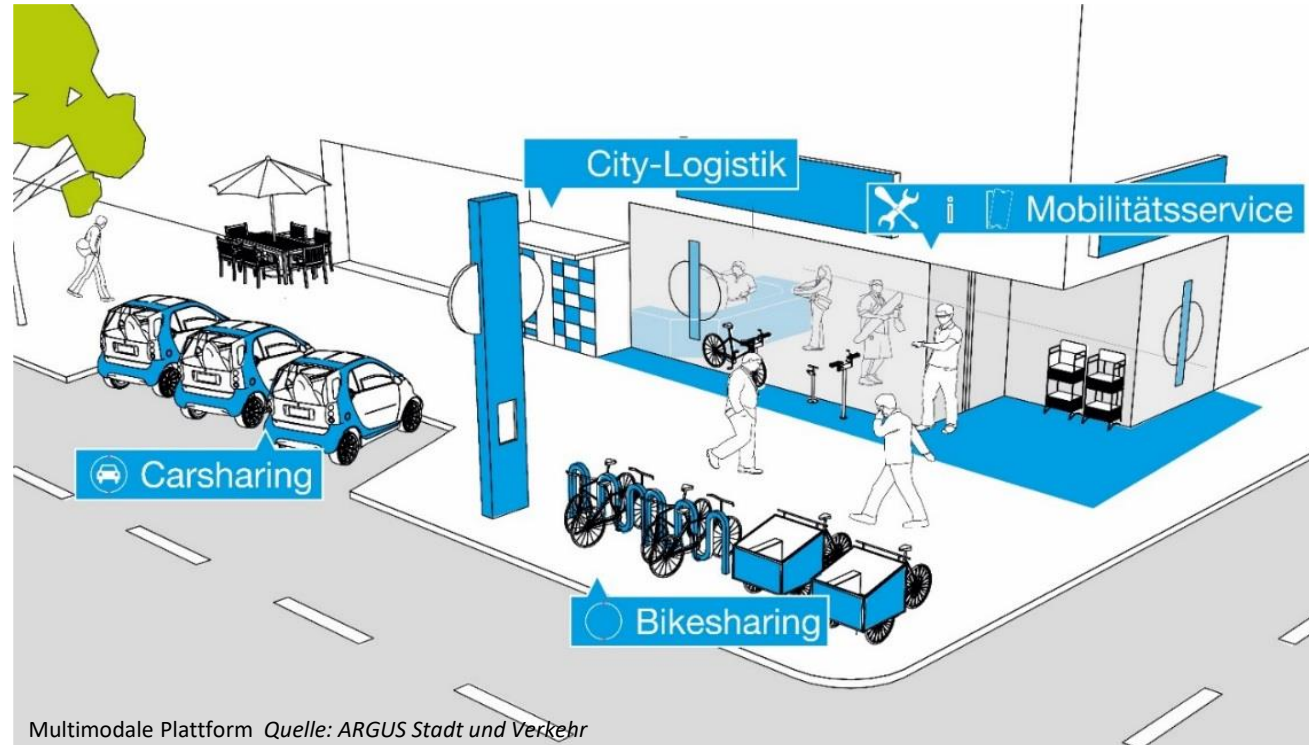 City-Logistik
i Mobilitätsservice
Carsharing
Bikesharing
Multimodale Plattform Quelle: ARGUS Stadt und Verkehr